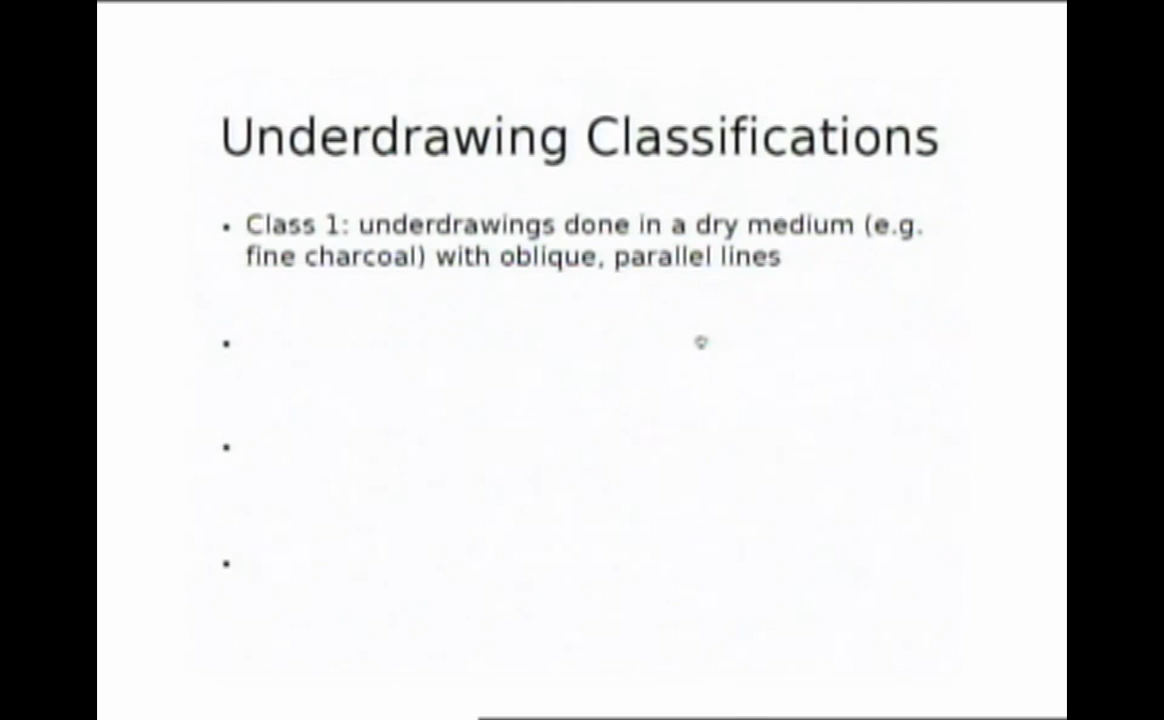 Underdrawing Classifications
• Class 1: underdrawings done in a dry medium (e.g.
fine charcoal) with oblique, parallel lines
•
•
•